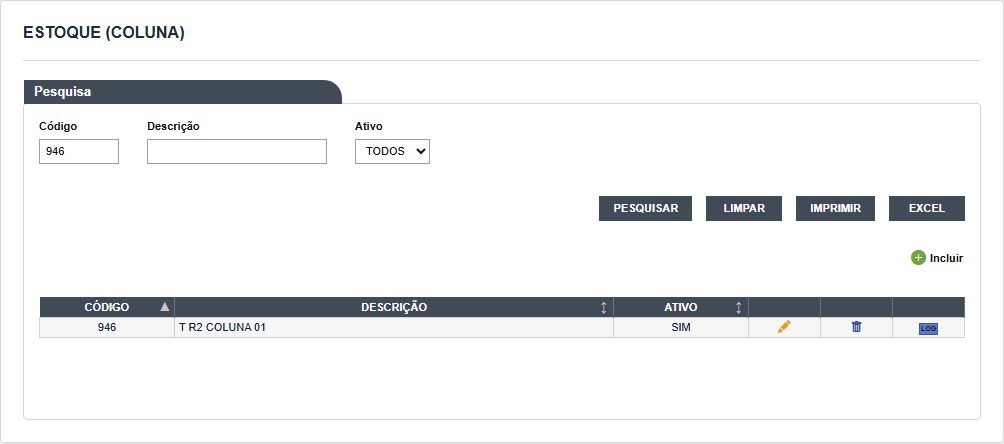 ESTOQUE (COLUNA)
Pesquisa
Código Descrição Ativo
946 TODOS
PESQUISAR LIMPAR IMPRIMIR EXCEL
Incluir
CÓDIGO DESCRIÇÃO ATIVO
946 T R2 COLUNA 01 SIM LOG